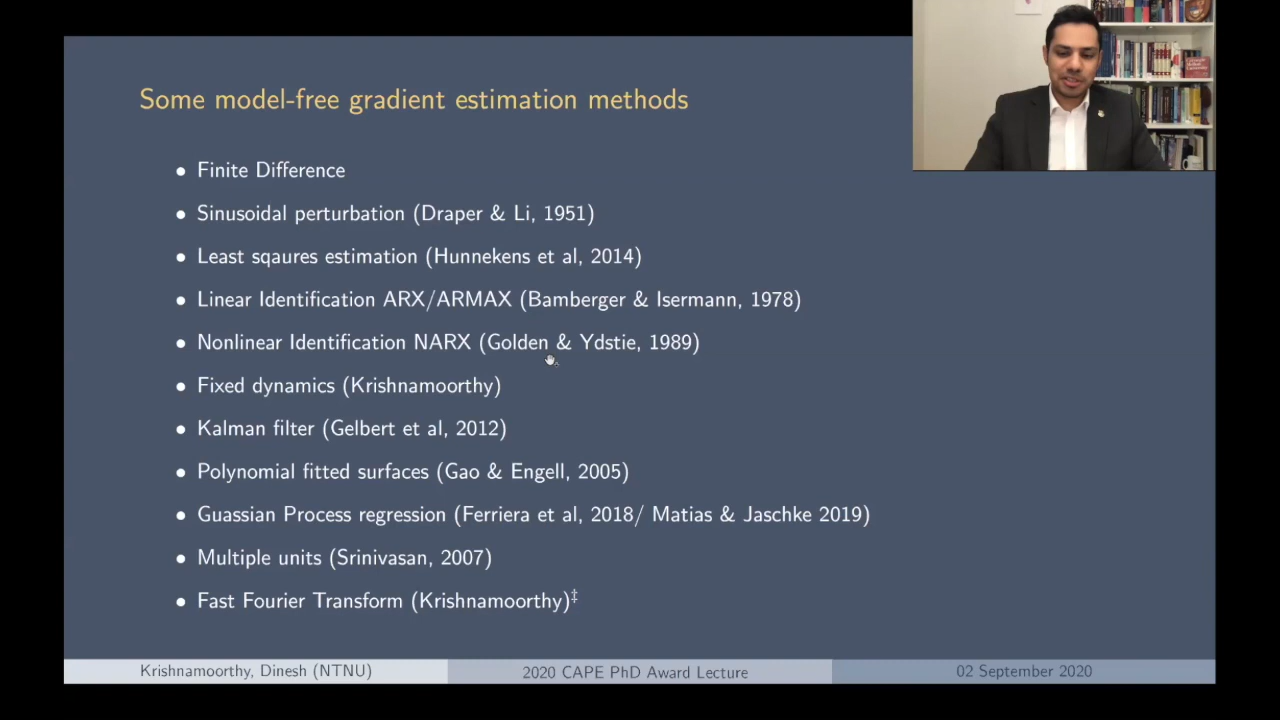 Some model-free gradient estimation methods
• Finite Difference
• Sinusoidal perturbation (Draper & Li, 1951)
• Least sqaures estimation (Hunnekens et al, 2014)
• Linear Identification ARX/ARMAX (Bamberger & Isermann, 1978)
• Nonlinear Identification NARX (Golden & Ydstie, 1989)
• Fixed dynamics (Krishnamoorthy)
• Kalman filter (Gelbert et al, 2012)
• Polynomial fitted surfaces (Gao & Engell, 2005)
• Guassian Process regression (Ferriera et al, 2018/ Matias & Jaschke 2019)
• Multiple units (Srinivasan, 2007)
• Fast Fourier Transform (Krishnamoorthy)‡
Krishnamoorthy, Dinesh (NTNU)
2020 CAPE PhD Award Lecture
02 September 2020